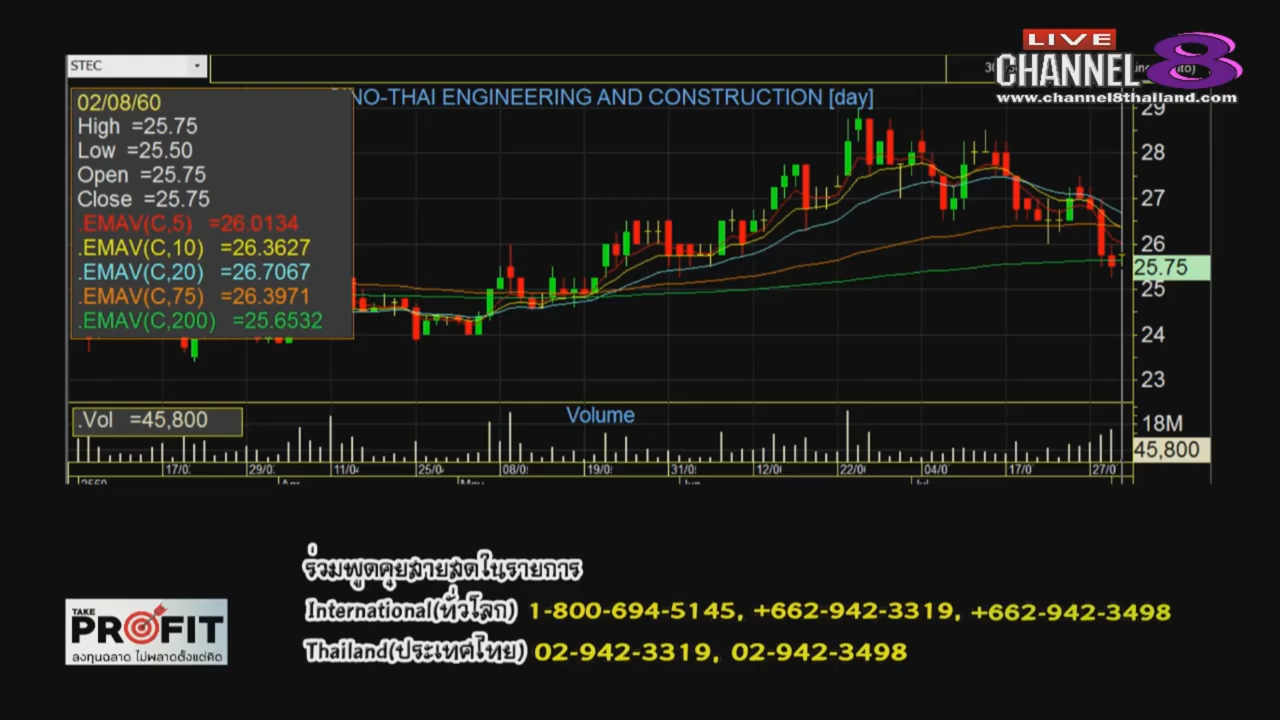 LIVE
CHANNEL 8
www.channel8thailand.com
STEC
02/08/60
High =25.75
Low =25.50
Open =25.75
Close =25.75
.EMAV(C,5) =26.0134
.EMAV(C,10) =26.3627
.EMAV(C,20) =26.7067
.EMAV(C,75) =26.3971
.EMAV(C,200) =25.6532
NO-THAI ENGINEERING AND CONSTRUCTION [day]
29
28
27
26
25.75
25
24
23
.Vol =45,800
Volume
18M
45,800
17/0 29/0 11/0 25/0 08/0 19/0 31/0 12/0 22/0 04/0 17/0 27/0
ร่วมพูดคุยสายสดในรายการ
International(ทั่วโลก) 1-800-694-5145, +662-942-3319, +662-942-3498
Thailand(ประเทศไทย) 02-942-3319, 02-942-3498
TAKE
PROFIT
ลงทุนฉลาด ไม่พลาดตั้งแต่คิด